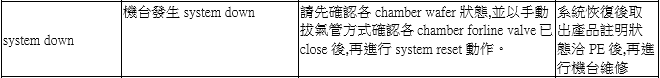 system down
機台發生 system down
請先確認各 chamber wafer 狀態,並以手動
拔氣管方式確認各 chamber forline valve 已
close 後,再進行 system reset 動作。
系統恢復後取
出產品註明狀
態洽 PE 後,再進
行機台維修